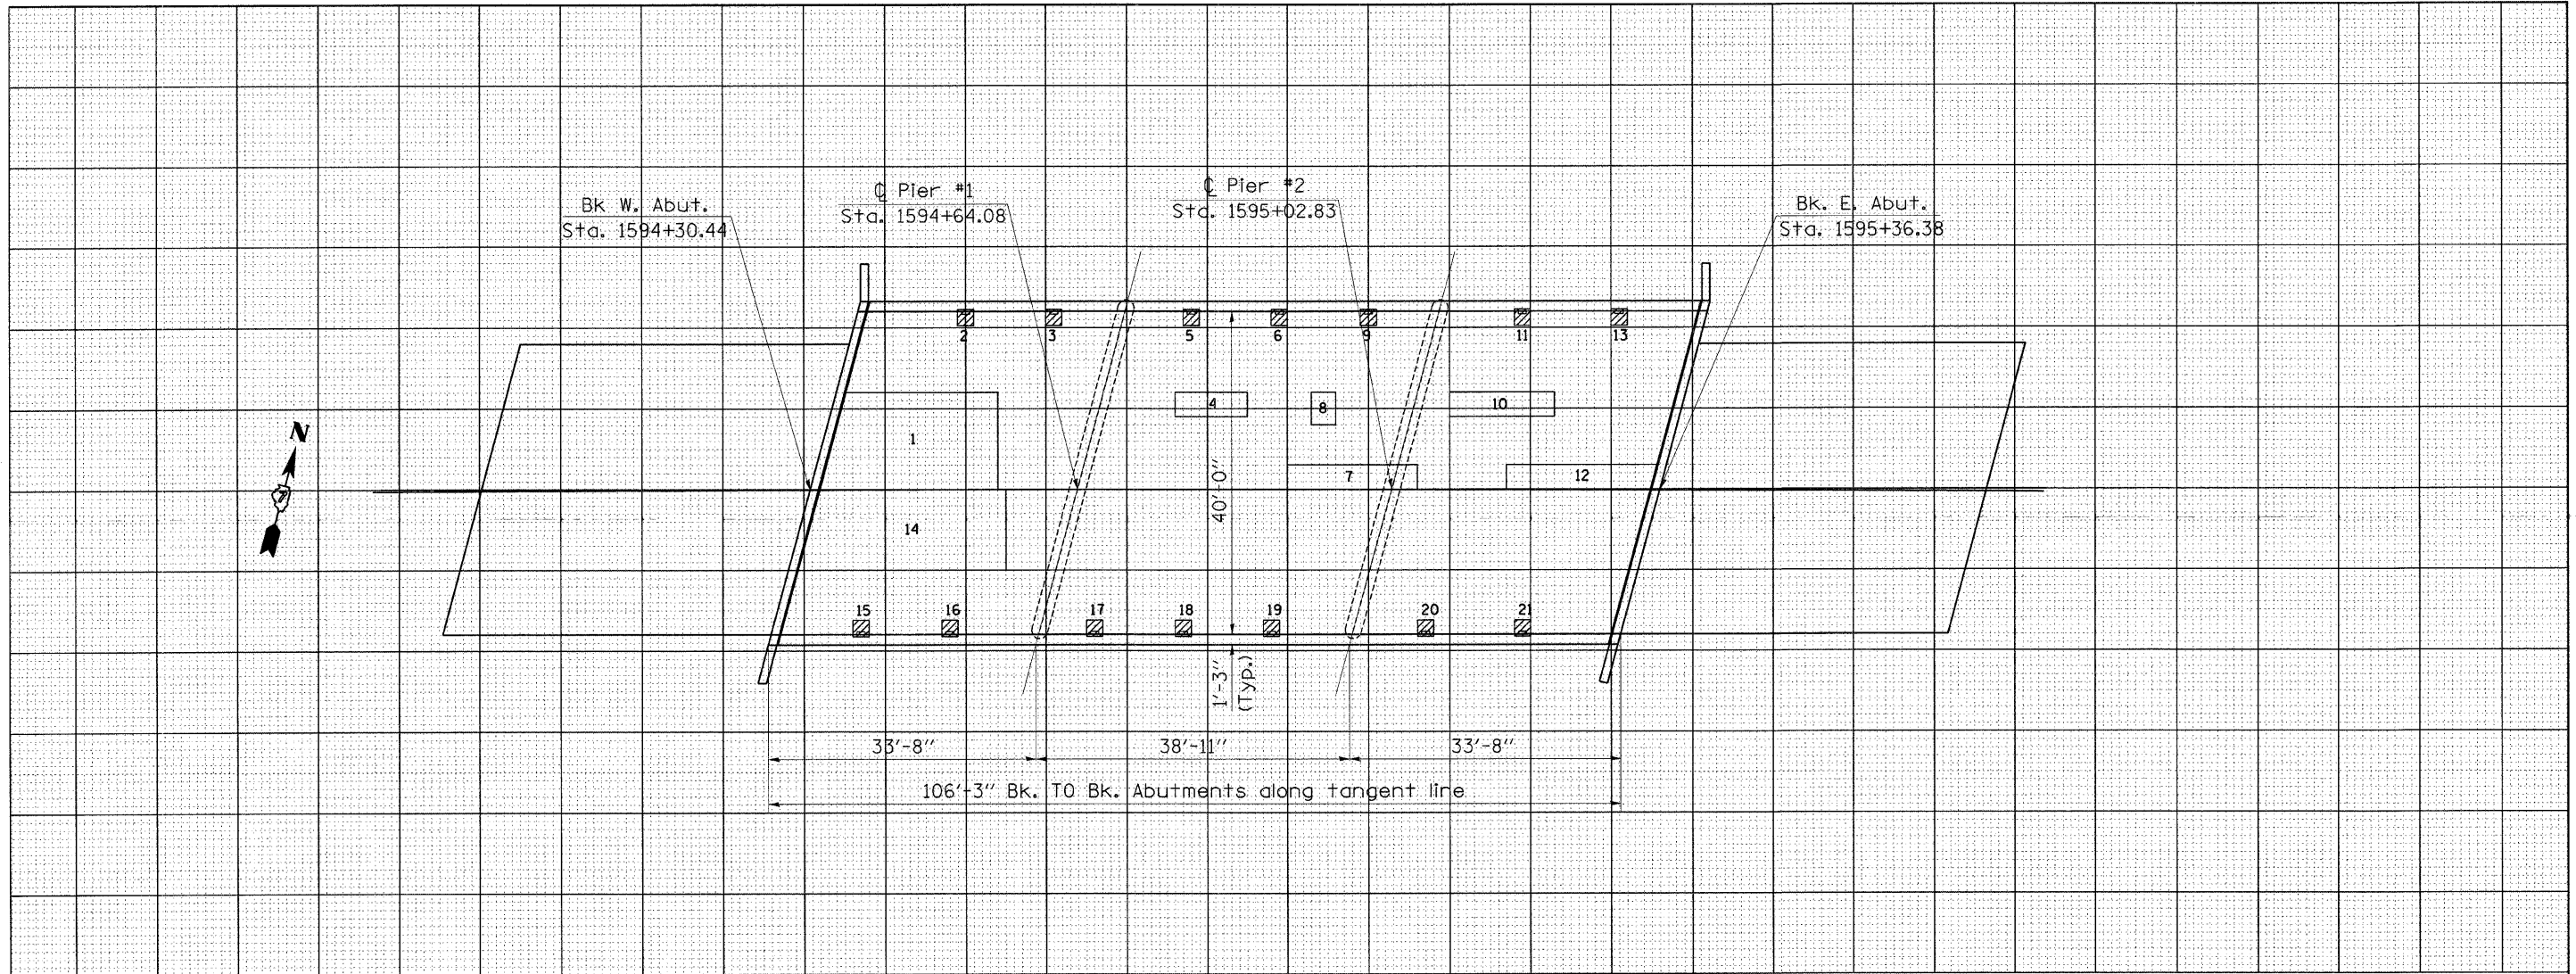 ℄ Pier #1
Sta. 1594+64.08
℄ Pier #2
Sta. 1595+02.83
Bk W. Abut.
Sta. 1594+30.44
Bk. E. Abut.
Sta. 1595+36.38
2
3
5
6
9
11
13
4
8
10
N
1
7
12
40'-0"
14
15
16
17
18
19
20
21
1'-3"
(Typ.)
33'-8"
38'-11"
33'-8"
106'-3" Bk. TO Bk. Abutments along tangent line